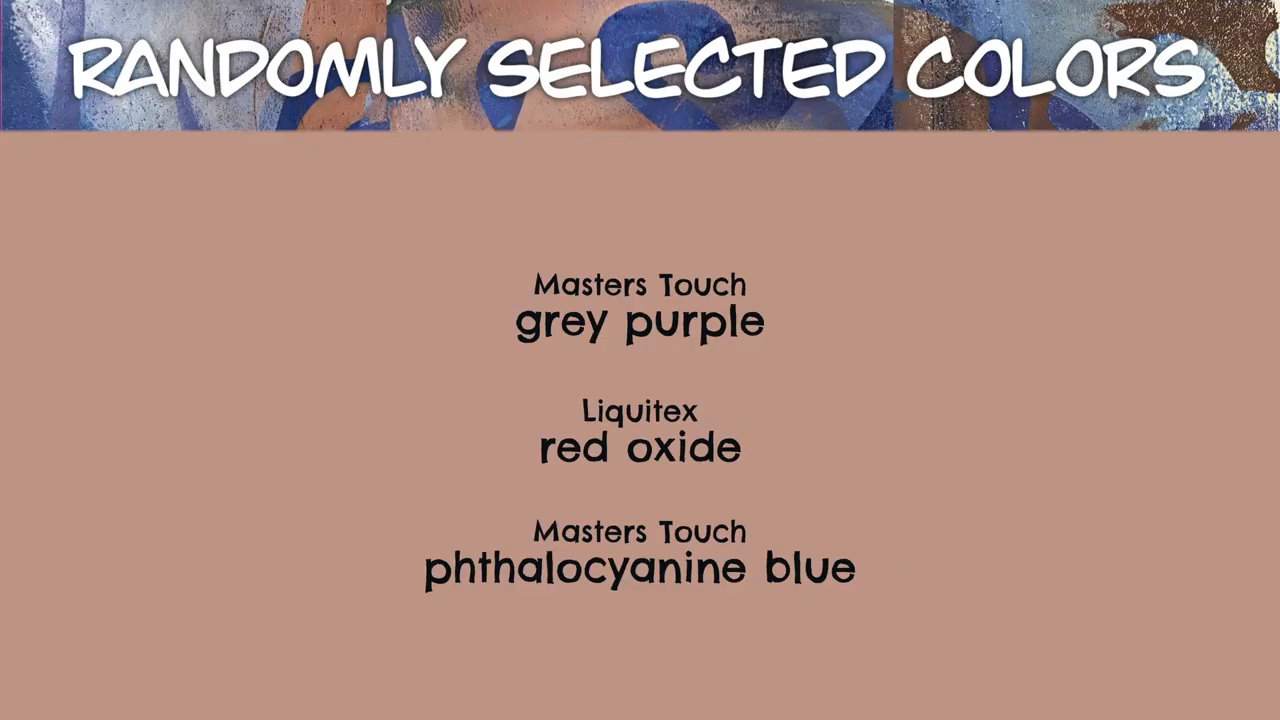 RANDOMLY SELECTED COLORS
Masters Touch
grey purple
Liquitex
red oxide
Masters Touch
phthalocyanine blue